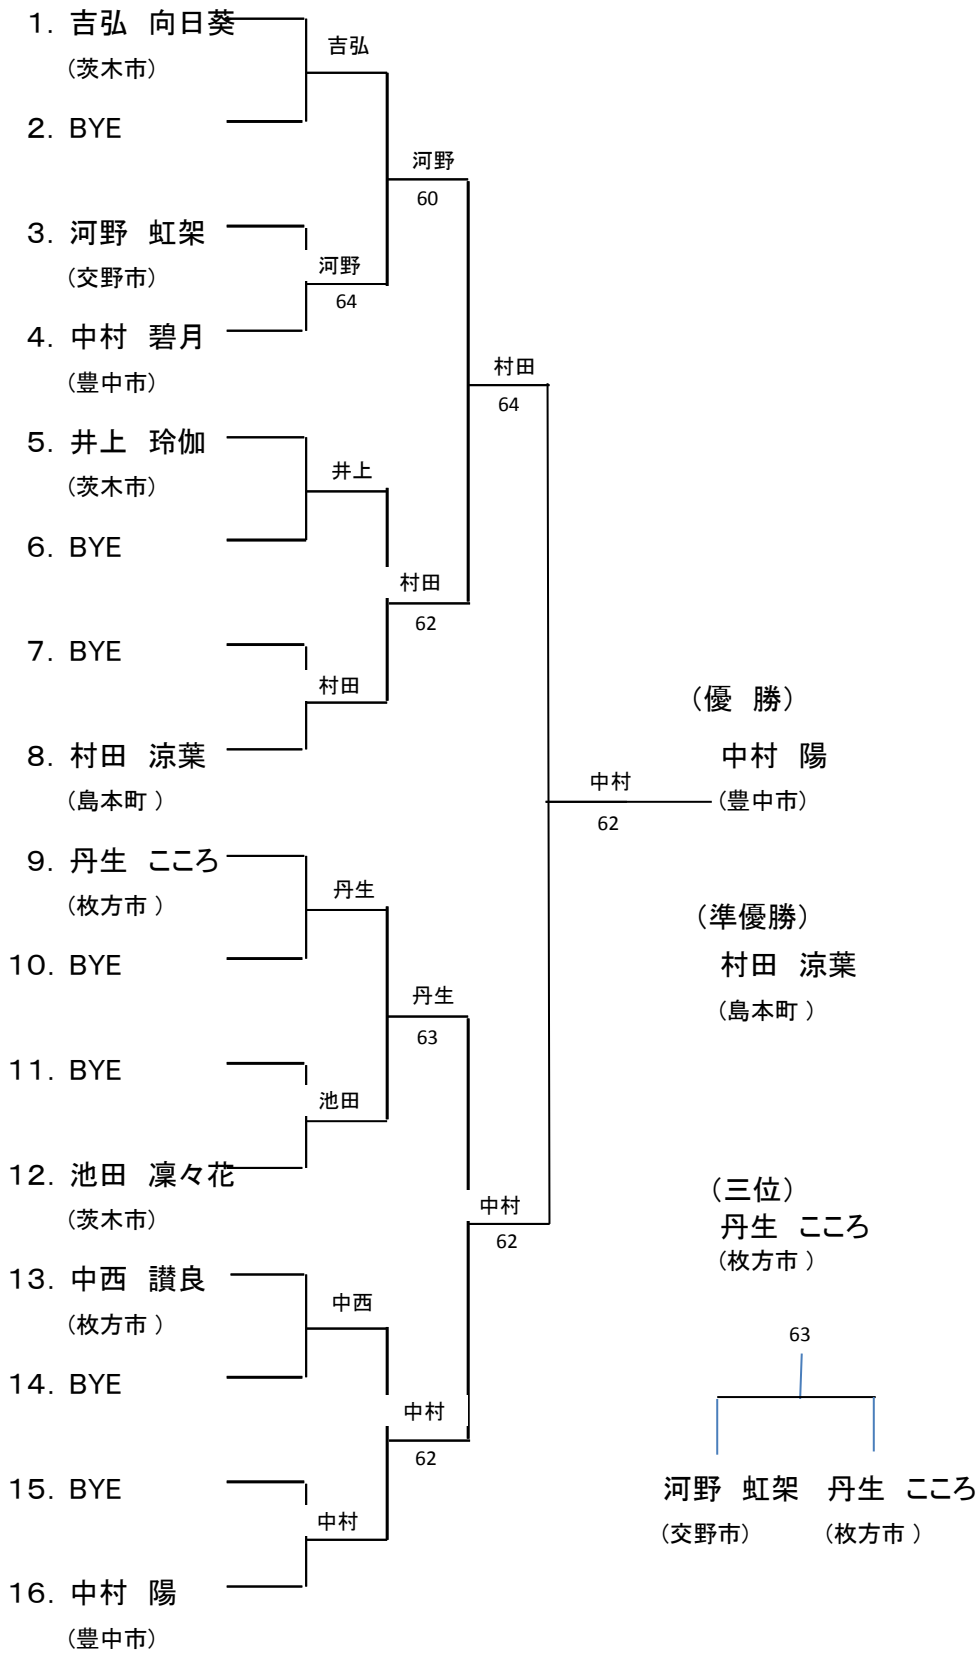 1. 吉弘　向日葵
（茨木市）
2. BYE
3. 河野　虹架
（交野市）
4. 中村　碧月
（豊中市）
5. 井上　玲伽
（茨木市）
6. BYE
7. BYE
8. 村田　涼葉
（島本町 ）
9. 丹生　こころ
（枚方市 ）
10. BYE
11. BYE
12. 池田　凜々花
（茨木市）
13. 中西　讃良
（枚方市 ）
14. BYE
15. BYE
16. 中村　陽
（豊中市）
吉弘
河野
64
井上
村田
丹生
池田
中西
中村
河野
60
村田
62
丹生
63
中村
62
村田
64
中村
62
中村
62
（優　勝）
中村　陽
（豊中市）
（準優勝）
村田　涼葉
（島本町 ）
（三位）
丹生　こころ
（枚方市 ）
63
河野　虹架　丹生　こころ
（交野市）　（枚方市 ）